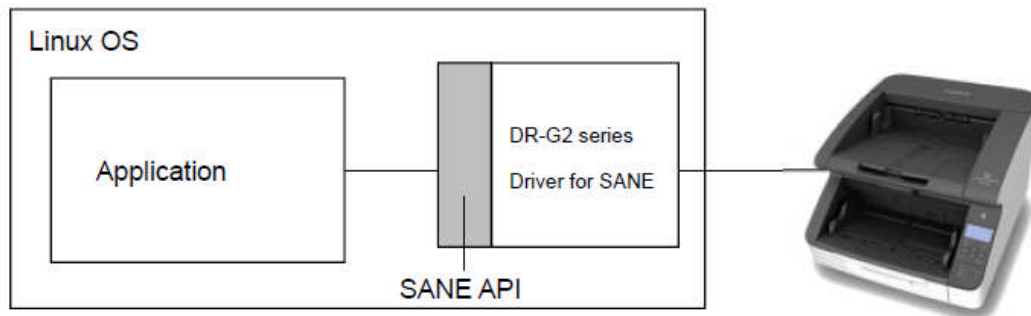 Linux OS
Application
DR-G2 series
Driver for SANE
SANE API